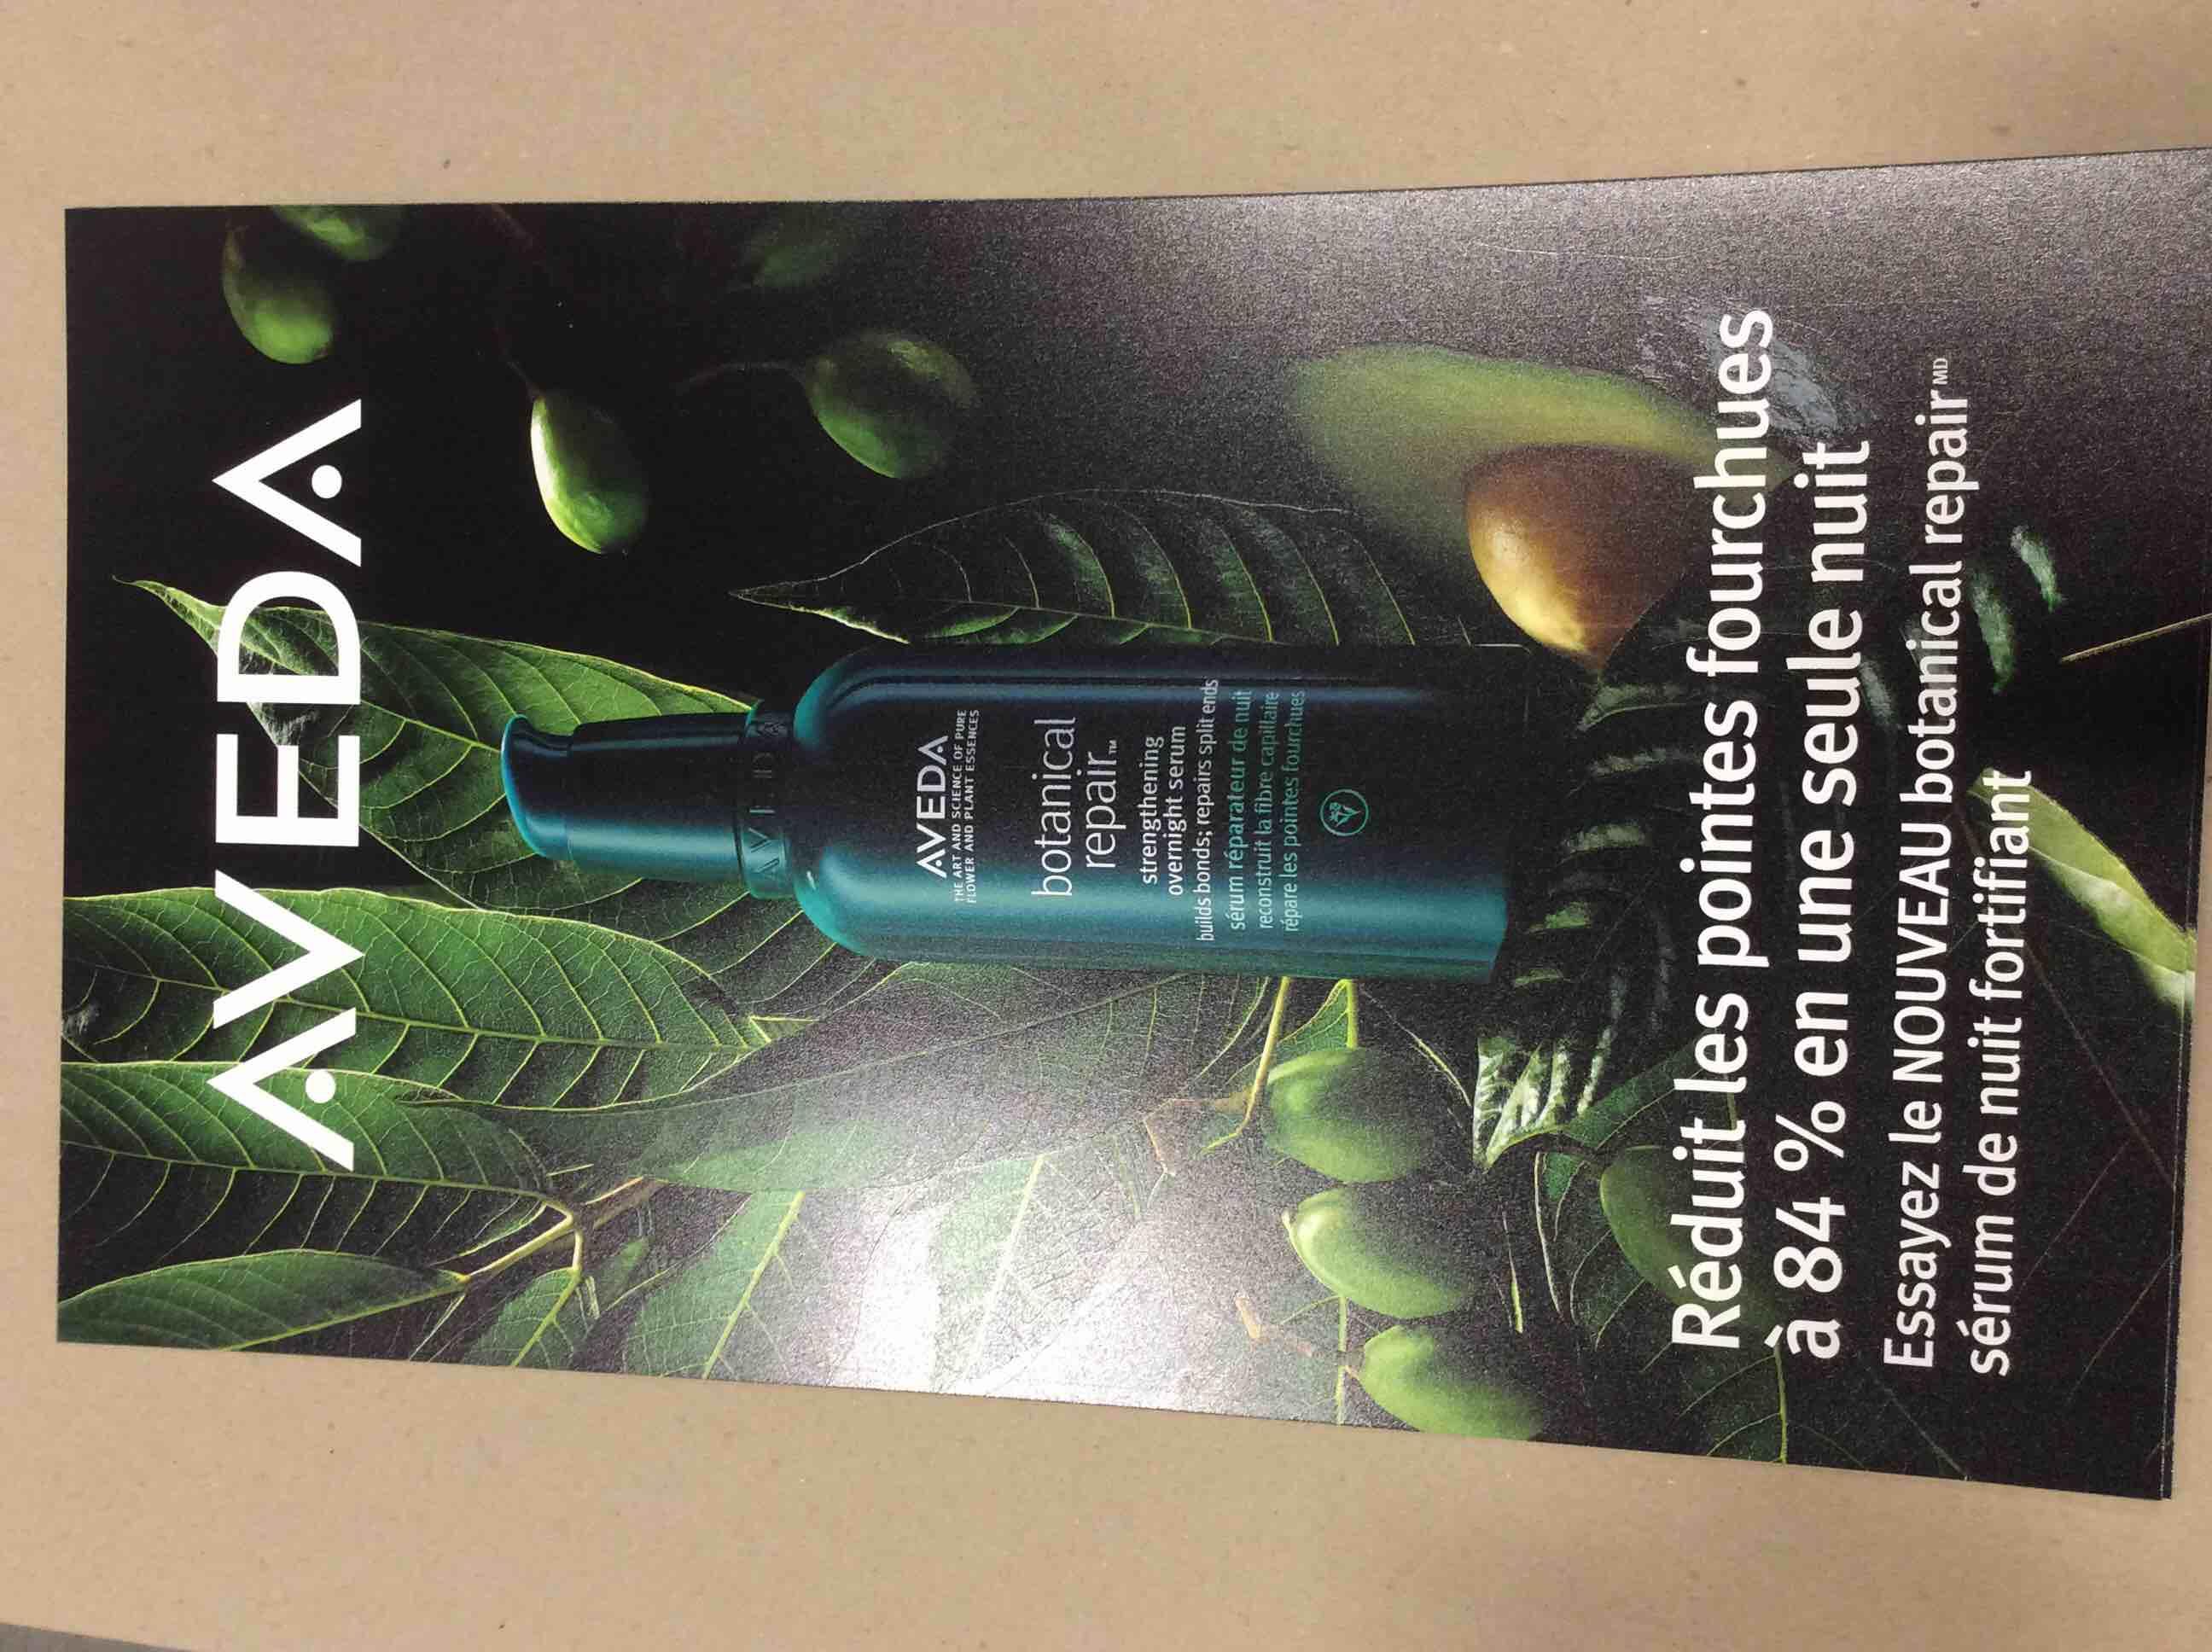 AVEDA
AVEDA
AVEDA
THE ART AND SCIENCE OF PURE
FLOWER AND PLANT ESSENCES
botanical
repair™
strengthening
overnight serum
builds bonds; repairs split ends
sérum réparateur de nuit
reconstruit la fibre capillaire
répare les pointes fourchues
Réduit les pointes fourchues
à 84 % en une seule nuit
Essayez le NOUVEAU botanical repairᴹᴰ
sérum de nuit fortifiant